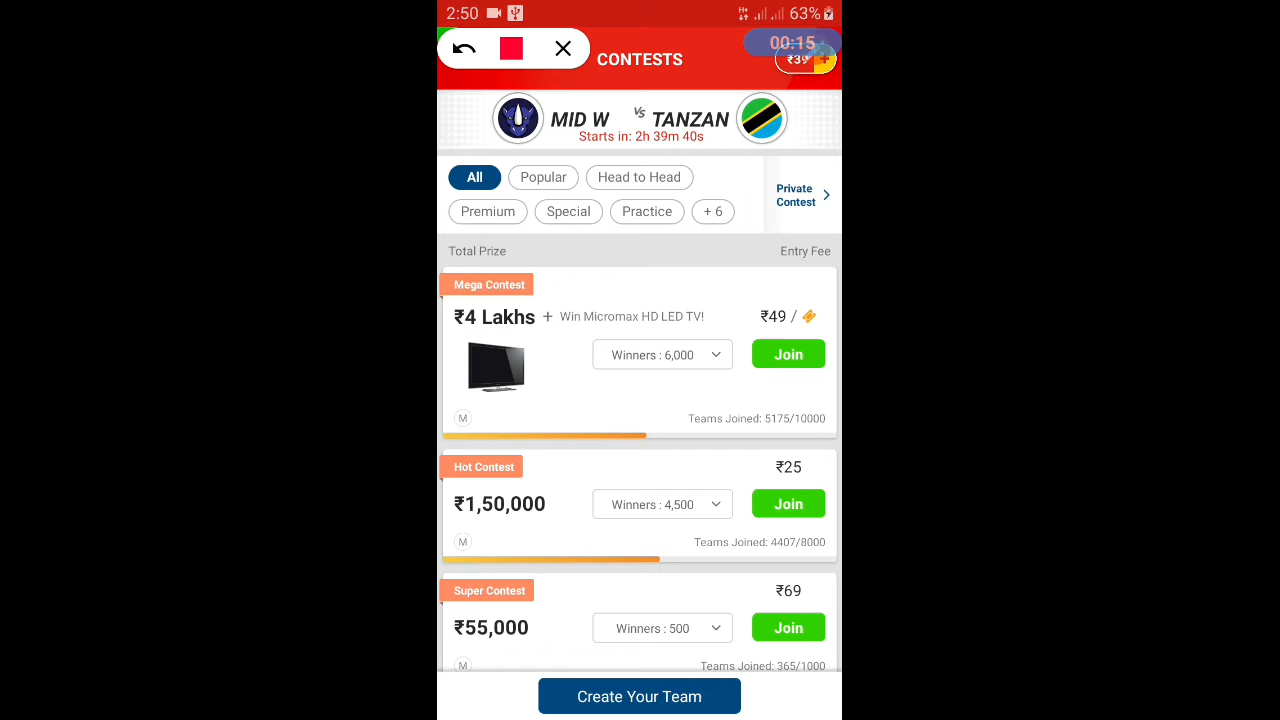 2:50 63%
00:15
CONTESTS ₹39 +
MID W VS TANZAN
Starts in: 2h 39m 40s
All Popular Head to Head
Private
Contest
Premium Special Practice + 6
Total Prize Entry Fee
Mega Contest
₹4 Lakhs + Win Micromax HD LED TV! ₹49 /
Winners : 6,000 Join
M Teams Joined: 5175/10000
Hot Contest ₹25
₹1,50,000 Winners : 4,500 Join
M Teams Joined: 4407/8000
Super Contest ₹69
₹55,000 Winners : 500 Join
M Teams Joined: 365/1000
Create Your Team